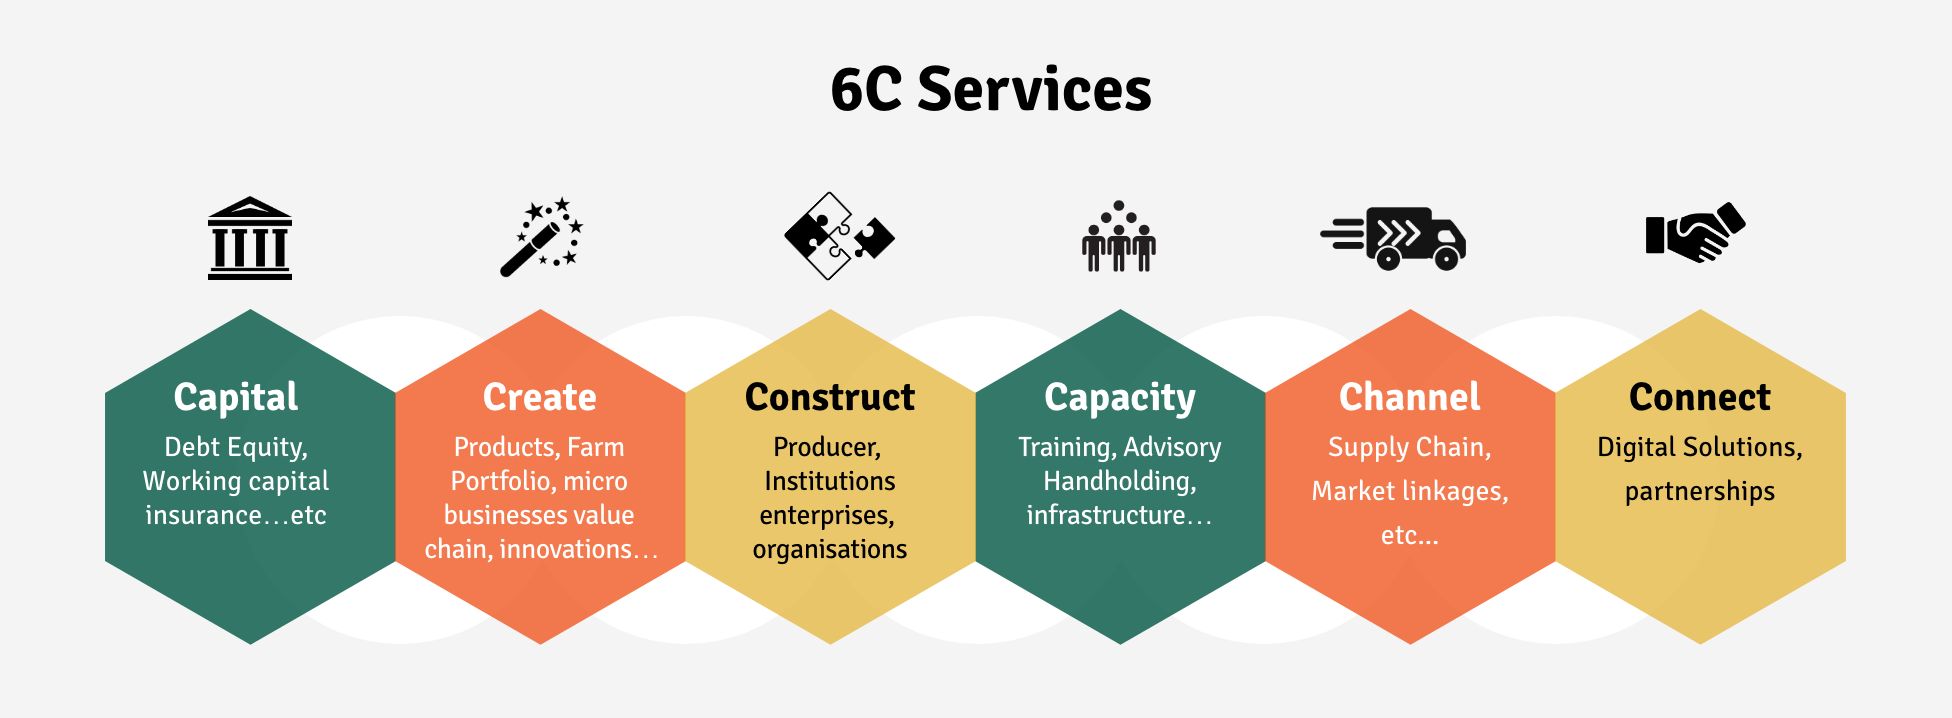 6C Services
Capital
Debt Equity,
Working capital
insurance...etc
Create
Products, Farm
Portfolio, micro
businesses value
chain, innovations...
Construct
Producer,
Institutions
enterprises,
organisations
Capacity
Training, Advisory
Handholding,
infrastructure...
Channel
Supply Chain,
Market linkages,
etc...
Connect
Digital Solutions,
partnerships